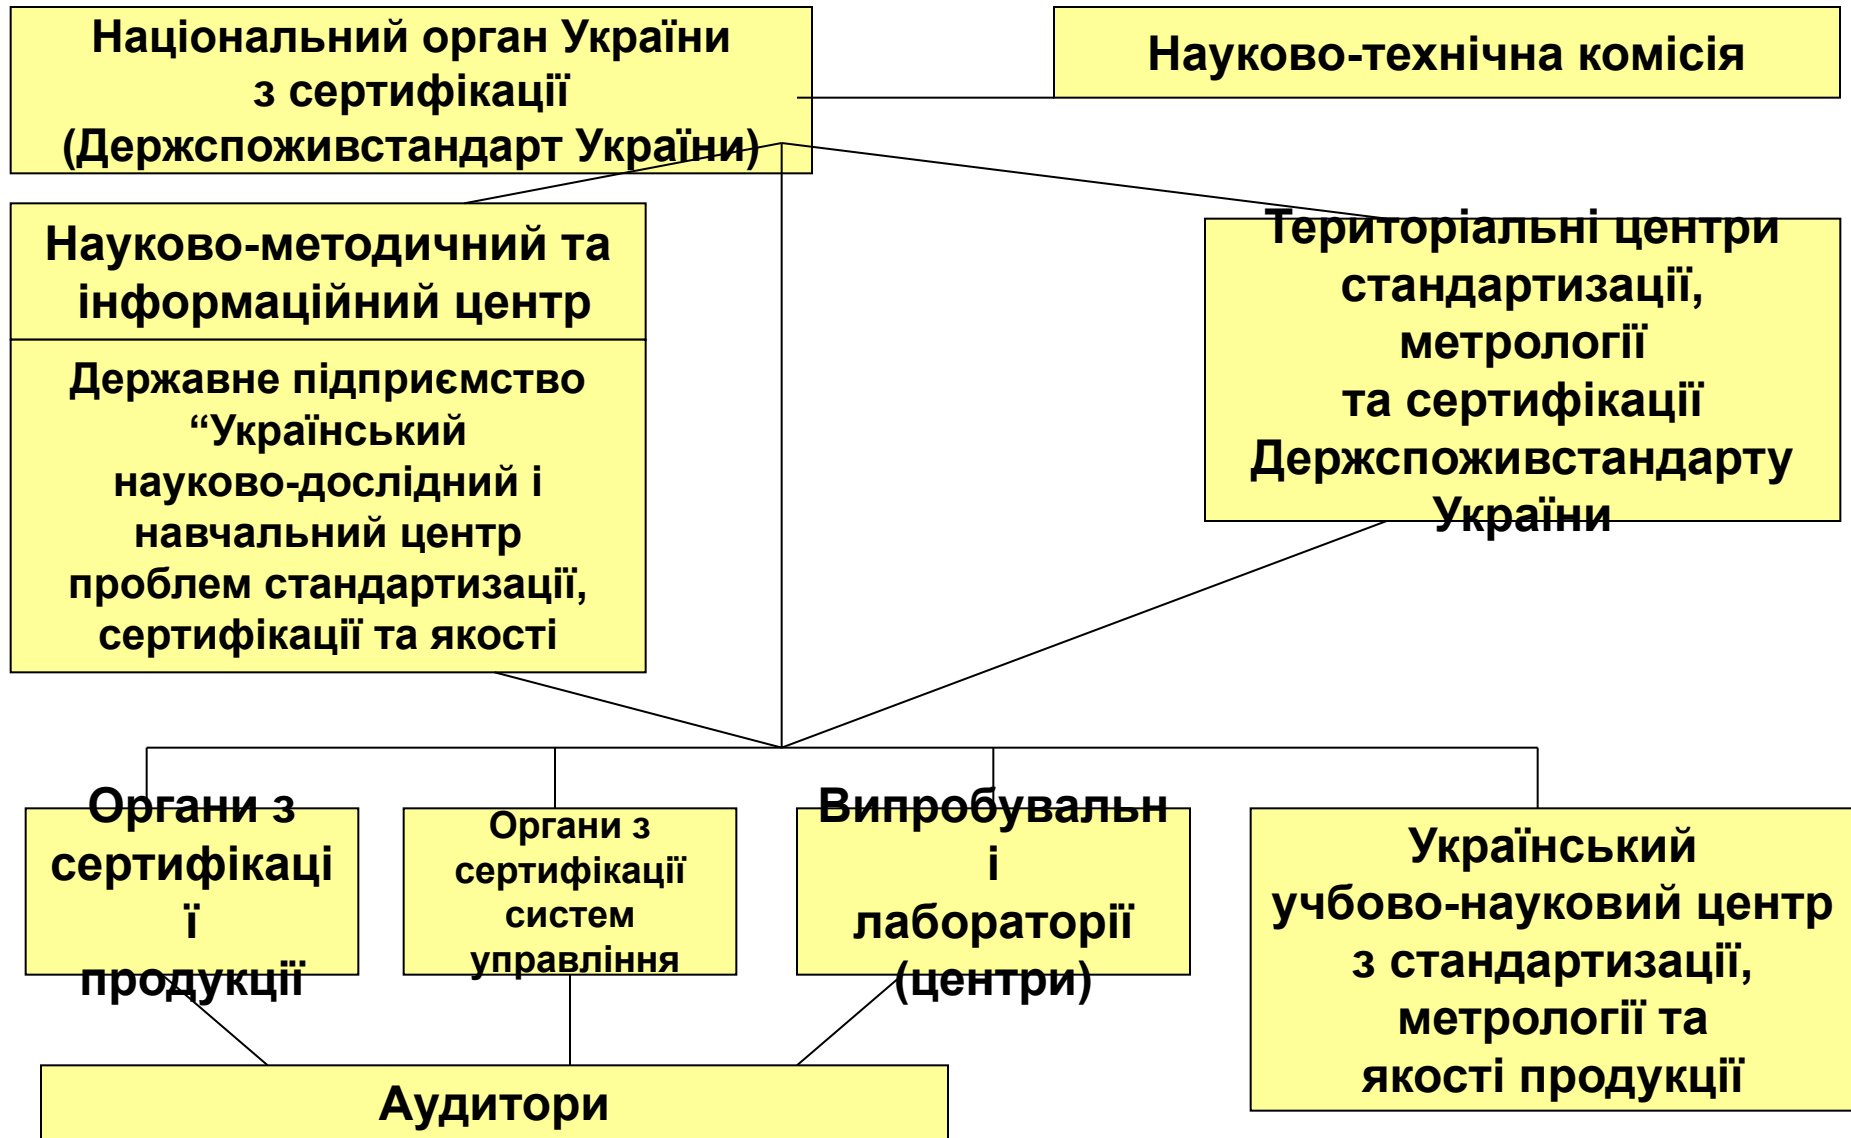 Національний орган України
з сертифікації
(Держспоживстандарт України)
Науково-технічна комісія
Науково-методичний та
інформаційний центр
Державне підприємство
“Український
науково-дослідний і
навчальний центр
проблем стандартизації,
сертифікації та якості
Територіальні центри
стандартизації,
метрології
та сертифікації
Держспоживстандарту
України
Органи з
сертифікаці
ї
продукції
Органи з
сертифікації
систем
управління
Випробувальн
і
лабораторії
(центри)
Український
учбово-науковий центр
з стандартизації,
метрології та
якості продукції
Аудитори